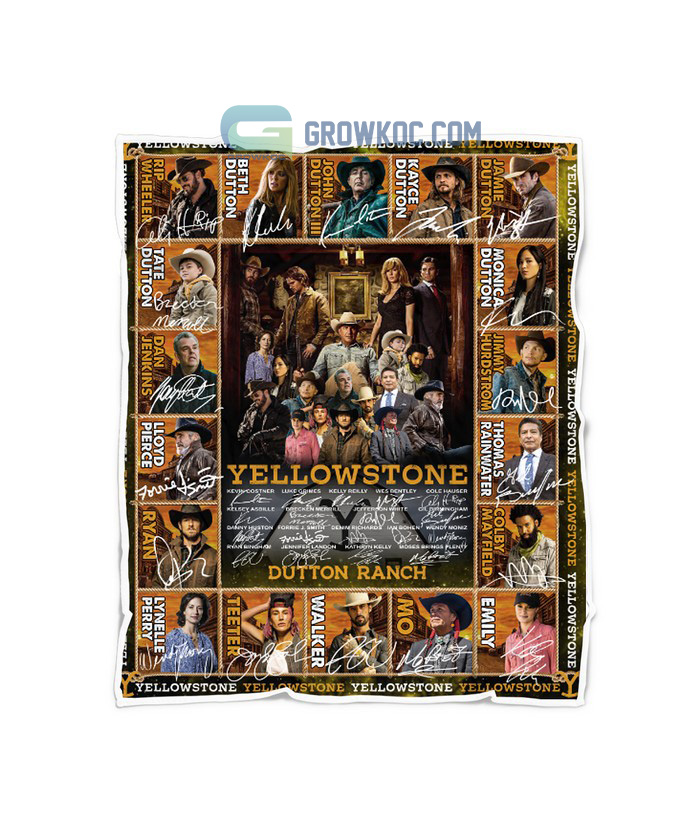 GROWKOC.COM
YELLOWSTONE YELLOWSTONE YELLOWSTONE YELLOWSTONE
RIP
WHEELER
BETH
DUTTON
JOHN
DUTTON III
KAYCE
DUTTON
JAMIE
DUTTON
TATE
DUTTON
MONICA
DUTTON
DAN
JENKINS
JIMMY
HURDSTROM
LLOYD
PIERCE
THOMAS
RAINWATER
RYAN
COLBY
MAYFIELD
YELLOWSTONE
KEVIN COSTNER LUKE GRIMES KELLY REILLY WES BENTLEY COLE HAUSER
KELSEY ASBILLE BRECKEN MERRILL JEFFERSON WHITE GIL BIRMINGHAM
DANNY HUSTON FORRIE J. SMITH DENIM RICHARDS IAN BOHEN WENDY MONIZ
RYAN BINGHAM JENNIFER LANDON KATHRYN KELLY MOSES BRINGS PLENTY
DUTTON RANCH
LYNELLE
PERRY
TEETER
WALKER
MO
EMILY
YELLOWSTONE YELLOWSTONE YELLOWSTONE YELLOWSTONE
YELLOWSTONE
YELLOWSTONE
YELLOWSTONE